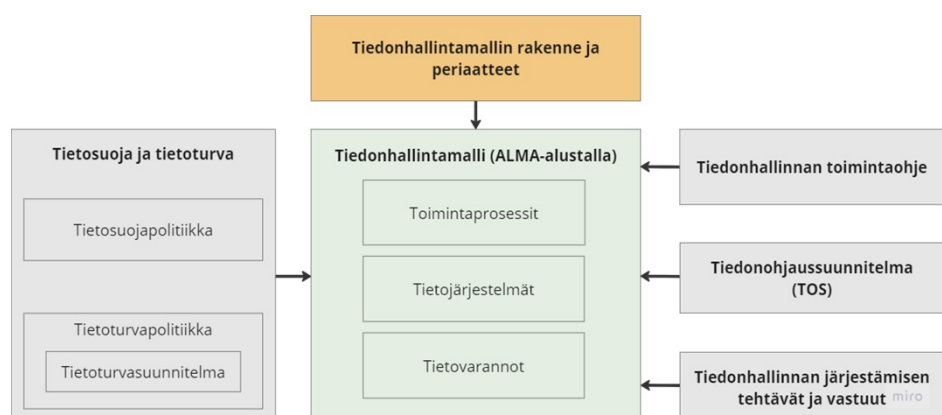 Tiedonhallintamallin rakenne ja
periaatteet
Tietosuoja ja tietoturva
Tietosuojapolitiikka
Tietoturvapolitiikka
Tietoturvasuunnitelma
Tiedonhallintamalli (ALMA-alustalla)
Toimintaprosessit
Tietojärjestelmät
Tietovarannot
Tiedonhallinnan toimintaohje
Tiedonohjaussuunnitelma
(TOS)
Tiedonhallinnan järjestämisen
tehtävät ja vastuut
miro